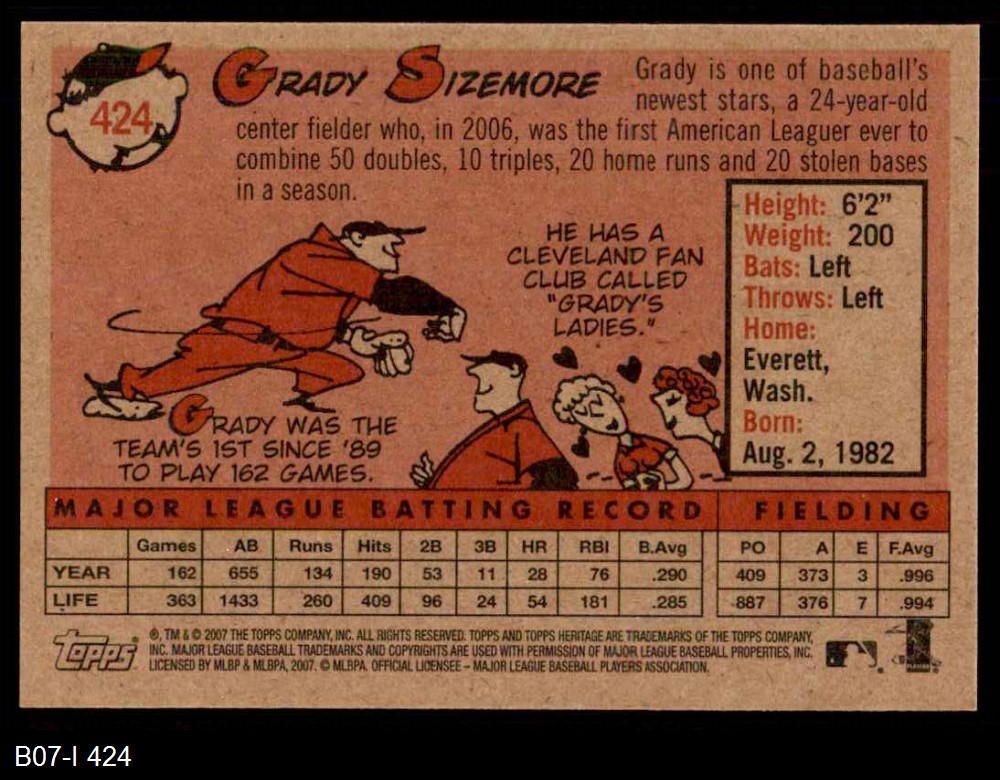 424
GRADY SIZEMORE
Grady is one of baseball's
newest stars, a 24-year-old
center fielder who, in 2006, was the first American Leaguer ever to
combine 50 doubles, 10 triples, 20 home runs and 20 stolen bases
in a season.
HE HAS A
CLEVELAND FAN
CLUB CALLED
"GRADY'S
LADIES."
GRADY WAS THE
TEAM'S 1ST SINCE '89
TO PLAY 162 GAMES.
Height: 6'2"
Weight: 200
Bats: Left
Throws: Left
Home:
Everett,
Wash.
Born:
Aug. 2, 1982
MAJOR LEAGUE BATTING RECORD FIELDING
Games AB Runs Hits 2B 3B HR RBI B.Avg PO A E F.Avg
YEAR 162 655 134 190 53 11 28 76 .290 409 373 3 .996
LIFE 363 1433 260 409 96 24 54 181 .285 887 376 7 .994
Topps
®, TM & © 2007 THE TOPPS COMPANY, INC. ALL RIGHTS RESERVED. TOPPS AND TOPPS HERITAGE ARE TRADEMARKS OF THE TOPPS COMPANY,
INC. MAJOR LEAGUE BASEBALL TRADEMARKS AND COPYRIGHTS ARE USED WITH PERMISSION OF MAJOR LEAGUE BASEBALL PROPERTIES, INC.
LICENSED BY MLBP & MLBPA, 2007. © MLBPA. OFFICIAL LICENSEE – MAJOR LEAGUE BASEBALL PLAYERS ASSOCIATION.
B07-I 424